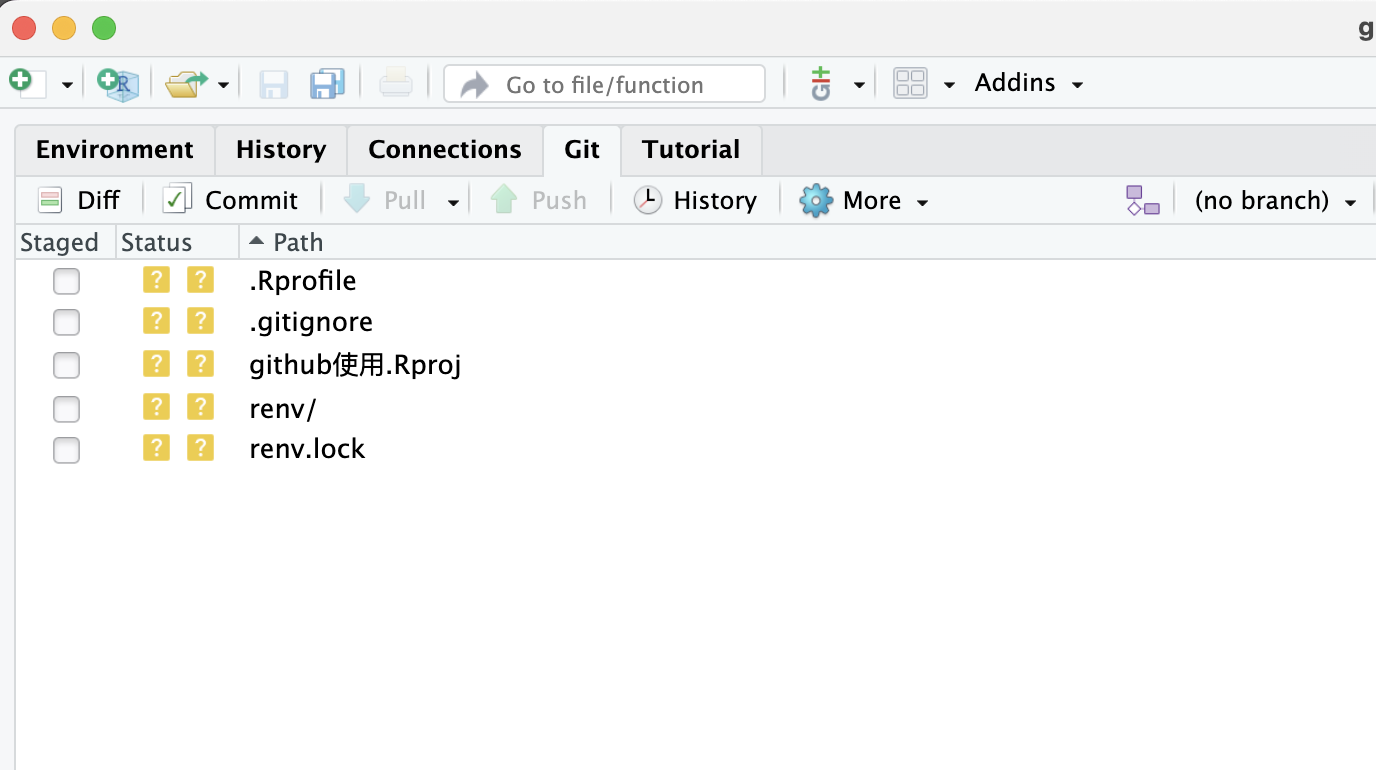 g
Go to file/function
Addins
Environment History Connections Git Tutorial
Diff Commit Pull Push History More (no branch)
Staged Status Path
? ? .Rprofile
? ? .gitignore
? ? github使用.Rproj
? ? renv/
? ? renv.lock